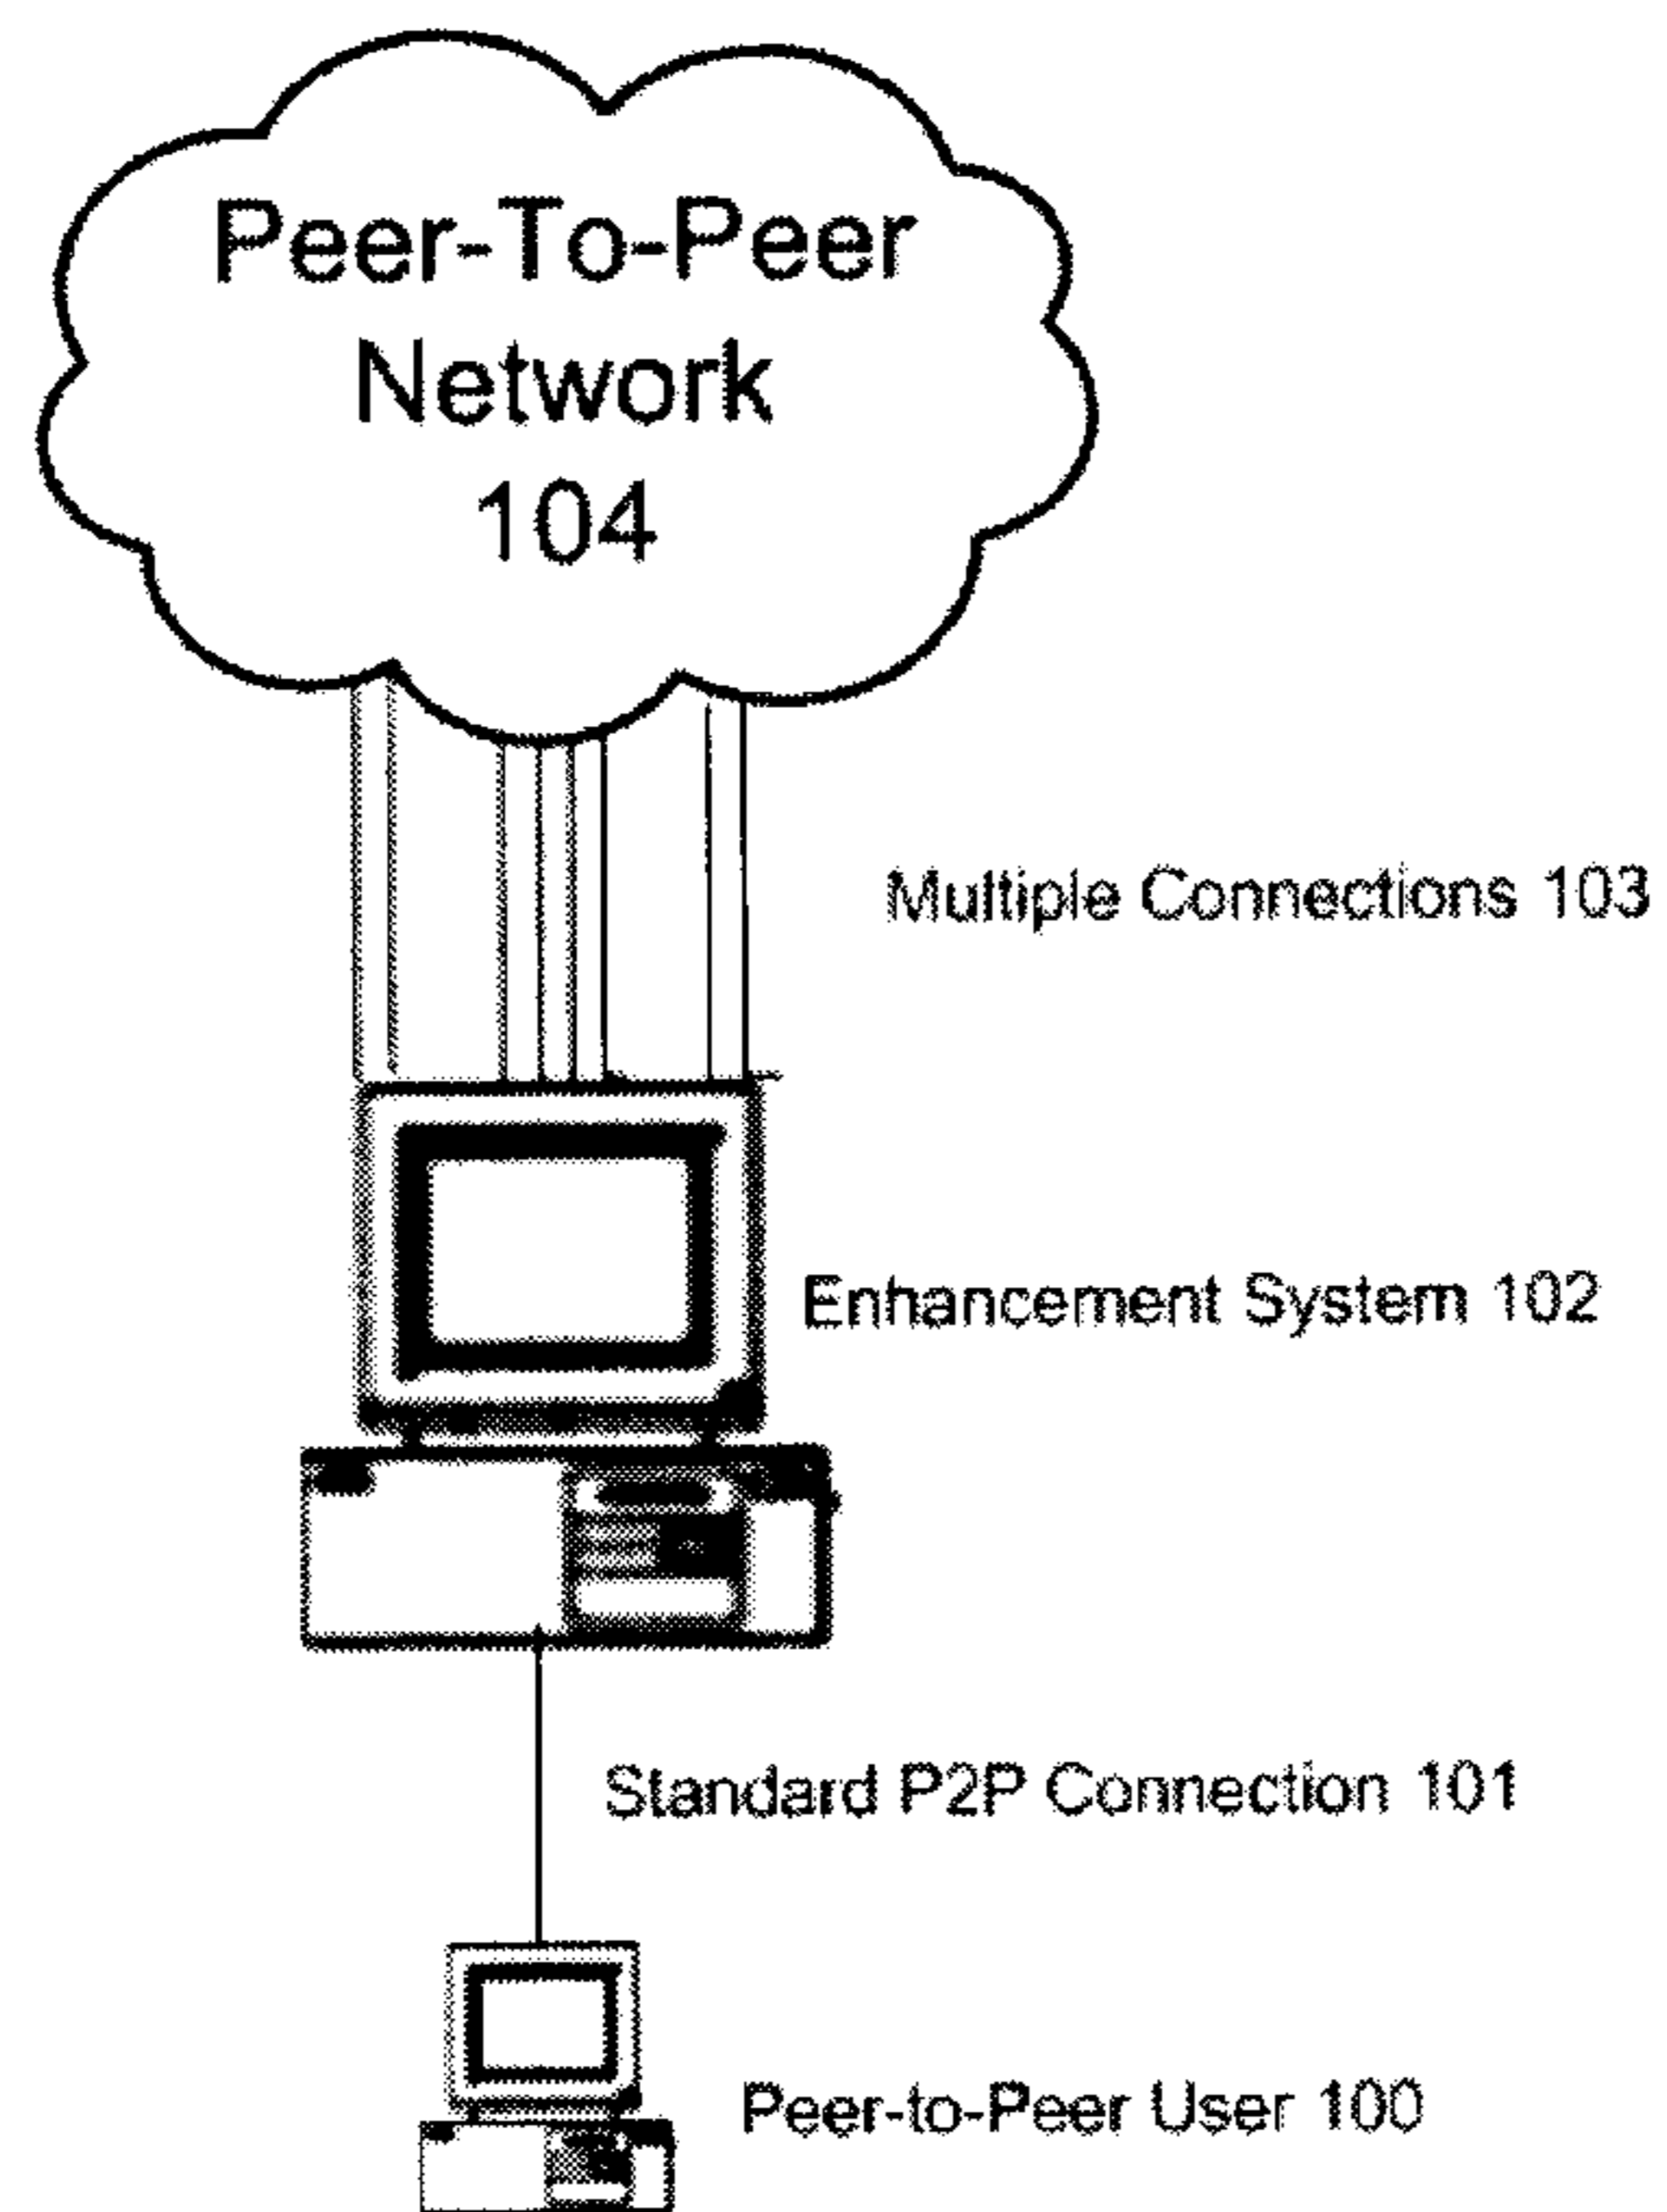 Peer-To-Peer
Network
104
Multiple Connections 103
Enhancement System 102
Standard P2P Connection 101
Peer-to-Peer User 100